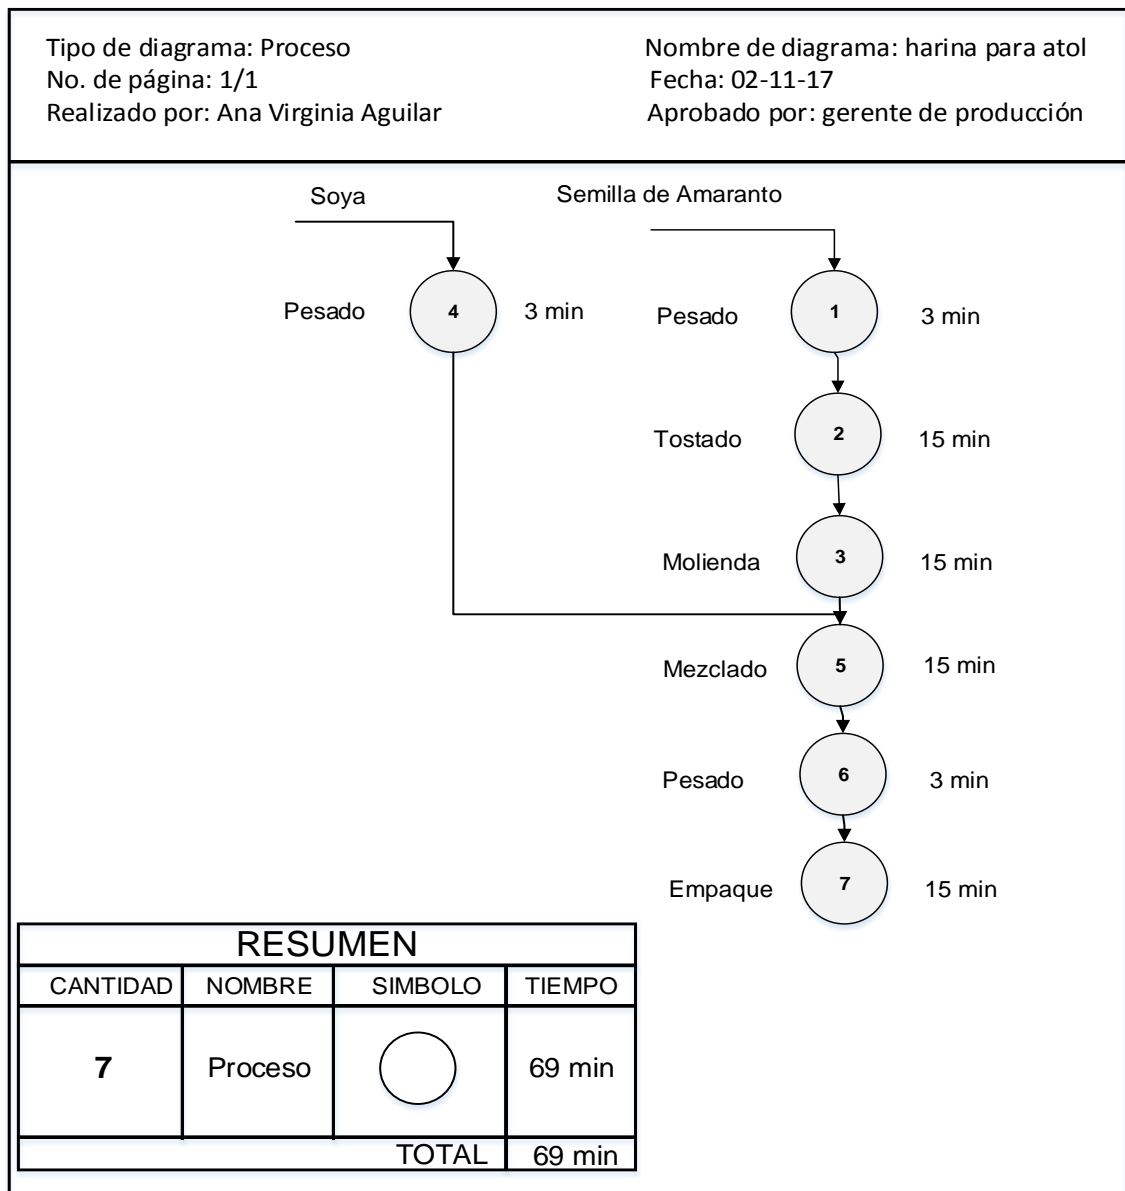 Tipo de diagrama: Proceso
Nombre de diagrama: harina para atol
No. de página: 1/1
Fecha: 02-11-17
Realizado por: Ana Virginia Aguilar
Aprobado por: gerente de producción
Soya
Semilla de Amaranto
Pesado 4 3 min
Pesado 1 3 min
Tostado 2 15 min
Molienda 3 15 min
Mezclado 5 15 min
Pesado 6 3 min
Empaque 7 15 min
RESUMEN
CANTIDAD NOMBRE SIMBOLO TIEMPO
7 Proceso 69 min
TOTAL 69 min